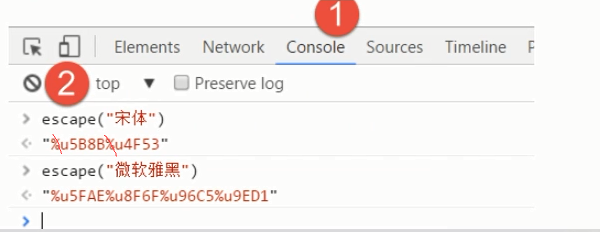 1
Elements Network Console Sources Timeline P
2 top ▼ Preserve log
> escape("宋体")
"%u5B8B%u4F53"
> escape("微软雅黑")
"%u5FAE%u8F6F%u96C5%u9ED1"
>